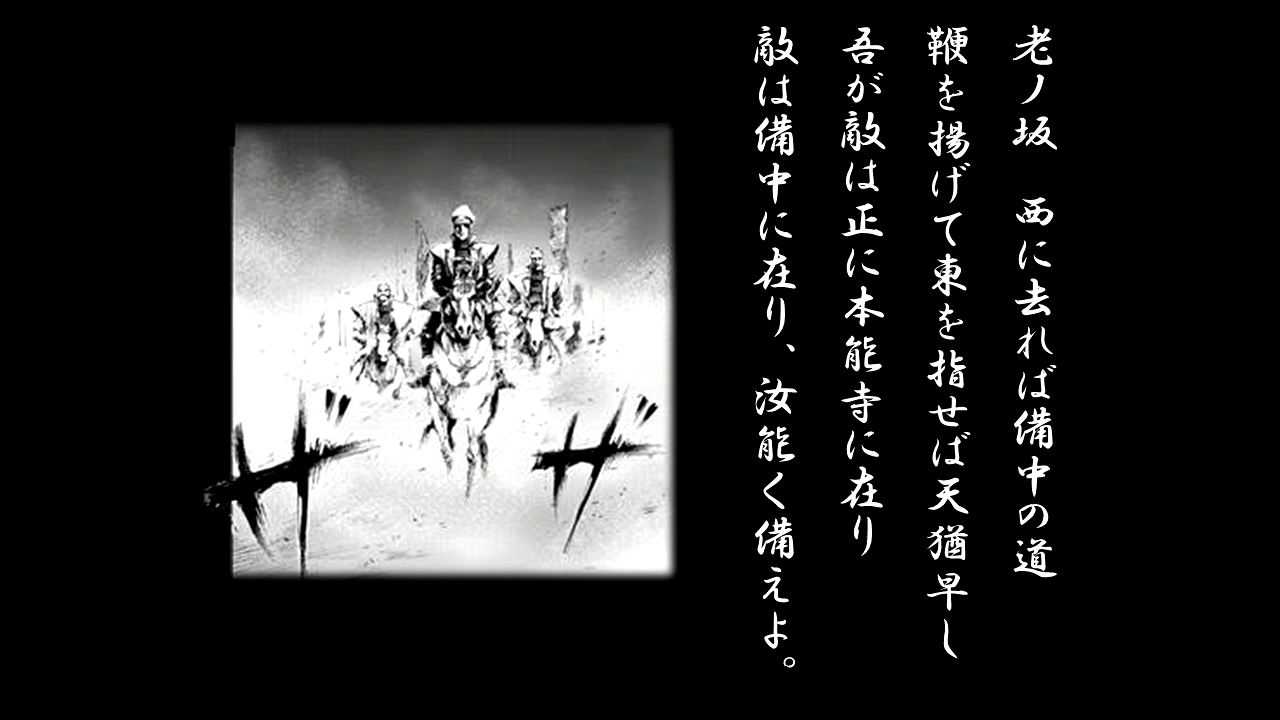 老ノ坂　西に去れば備中の道
鞭を揚げて東を指せば天猶早し
吾が敵は正に本能寺に在り
敵は備中に在り、汝能く備えよ。